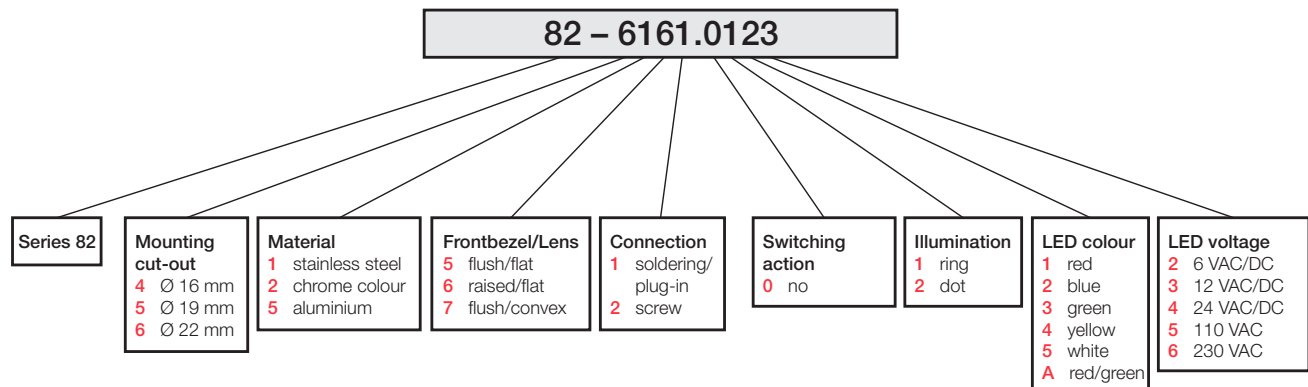 82 – 6161.0123
Series 82
Mounting
cut-out
4 Ø 16 mm
5 Ø 19 mm
6 Ø 22 mm
Material
1 stainless steel
2 chrome colour
5 aluminium
Frontbezel/Lens
5 flush/flat
6 raised/flat
7 flush/convex
Connection
1 soldering/
plug-in
2 screw
Switching
action
0 no
Illumination
1 ring
2 dot
LED colour
1 red
2 blue
3 green
4 yellow
5 white
A red/green
LED voltage
2 6 VAC/DC
3 12 VAC/DC
4 24 VAC/DC
5 110 VAC
6 230 VAC